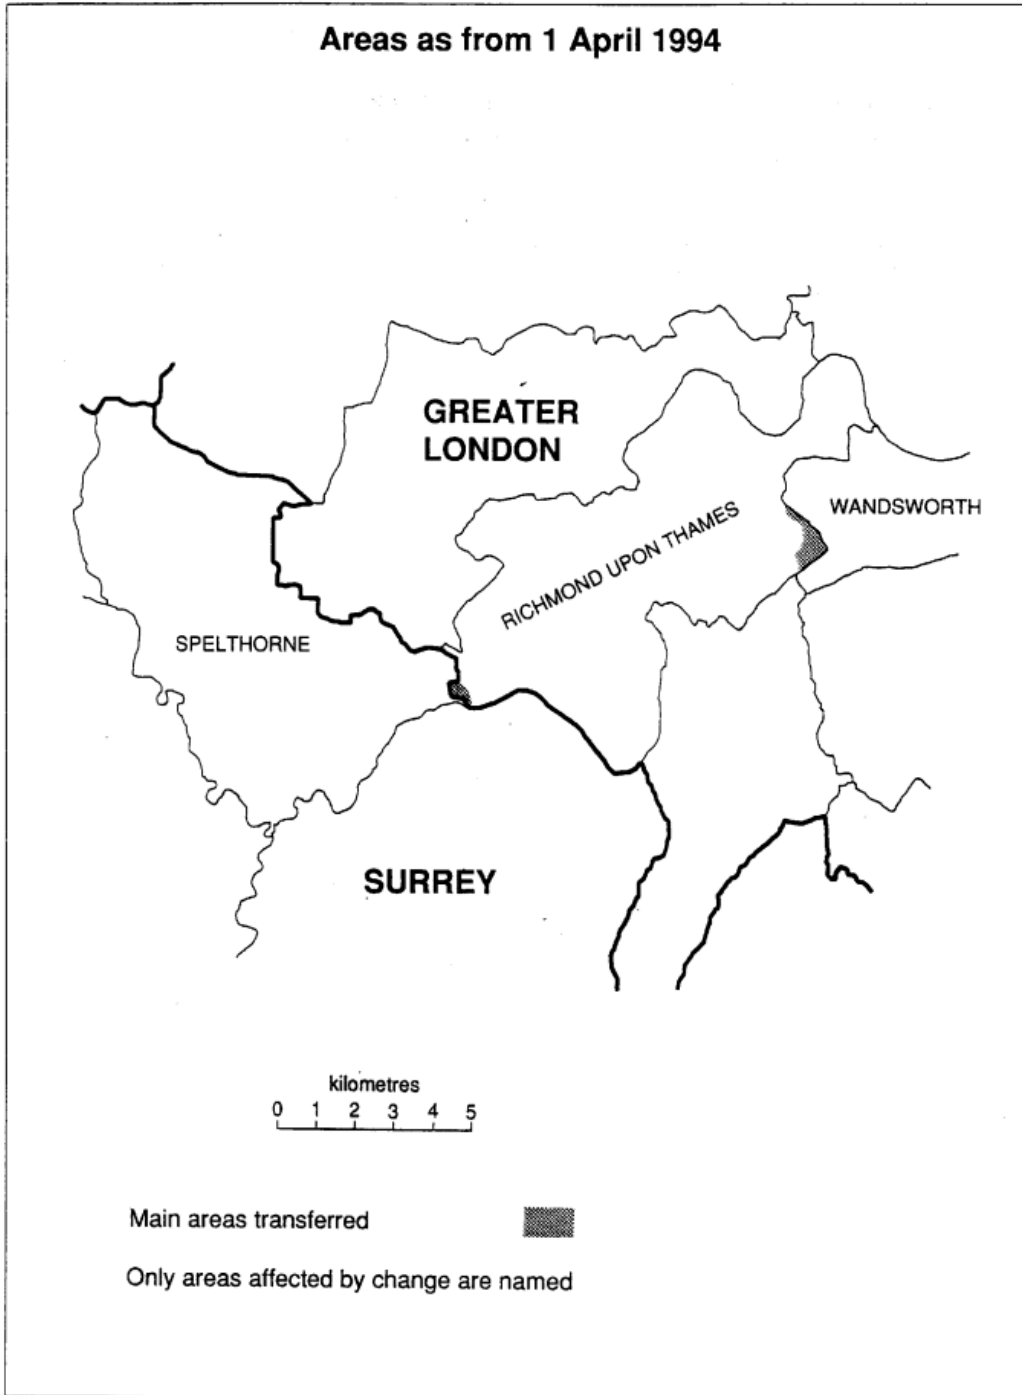 Areas as from 1 April 1994
GREATER
LONDON
WANDSWORTH
RICHMOND UPON THAMES
SPELTHORNE
SURREY
kilometres
0 1 2 3 4 5
Main areas transferred
Only areas affected by change are named